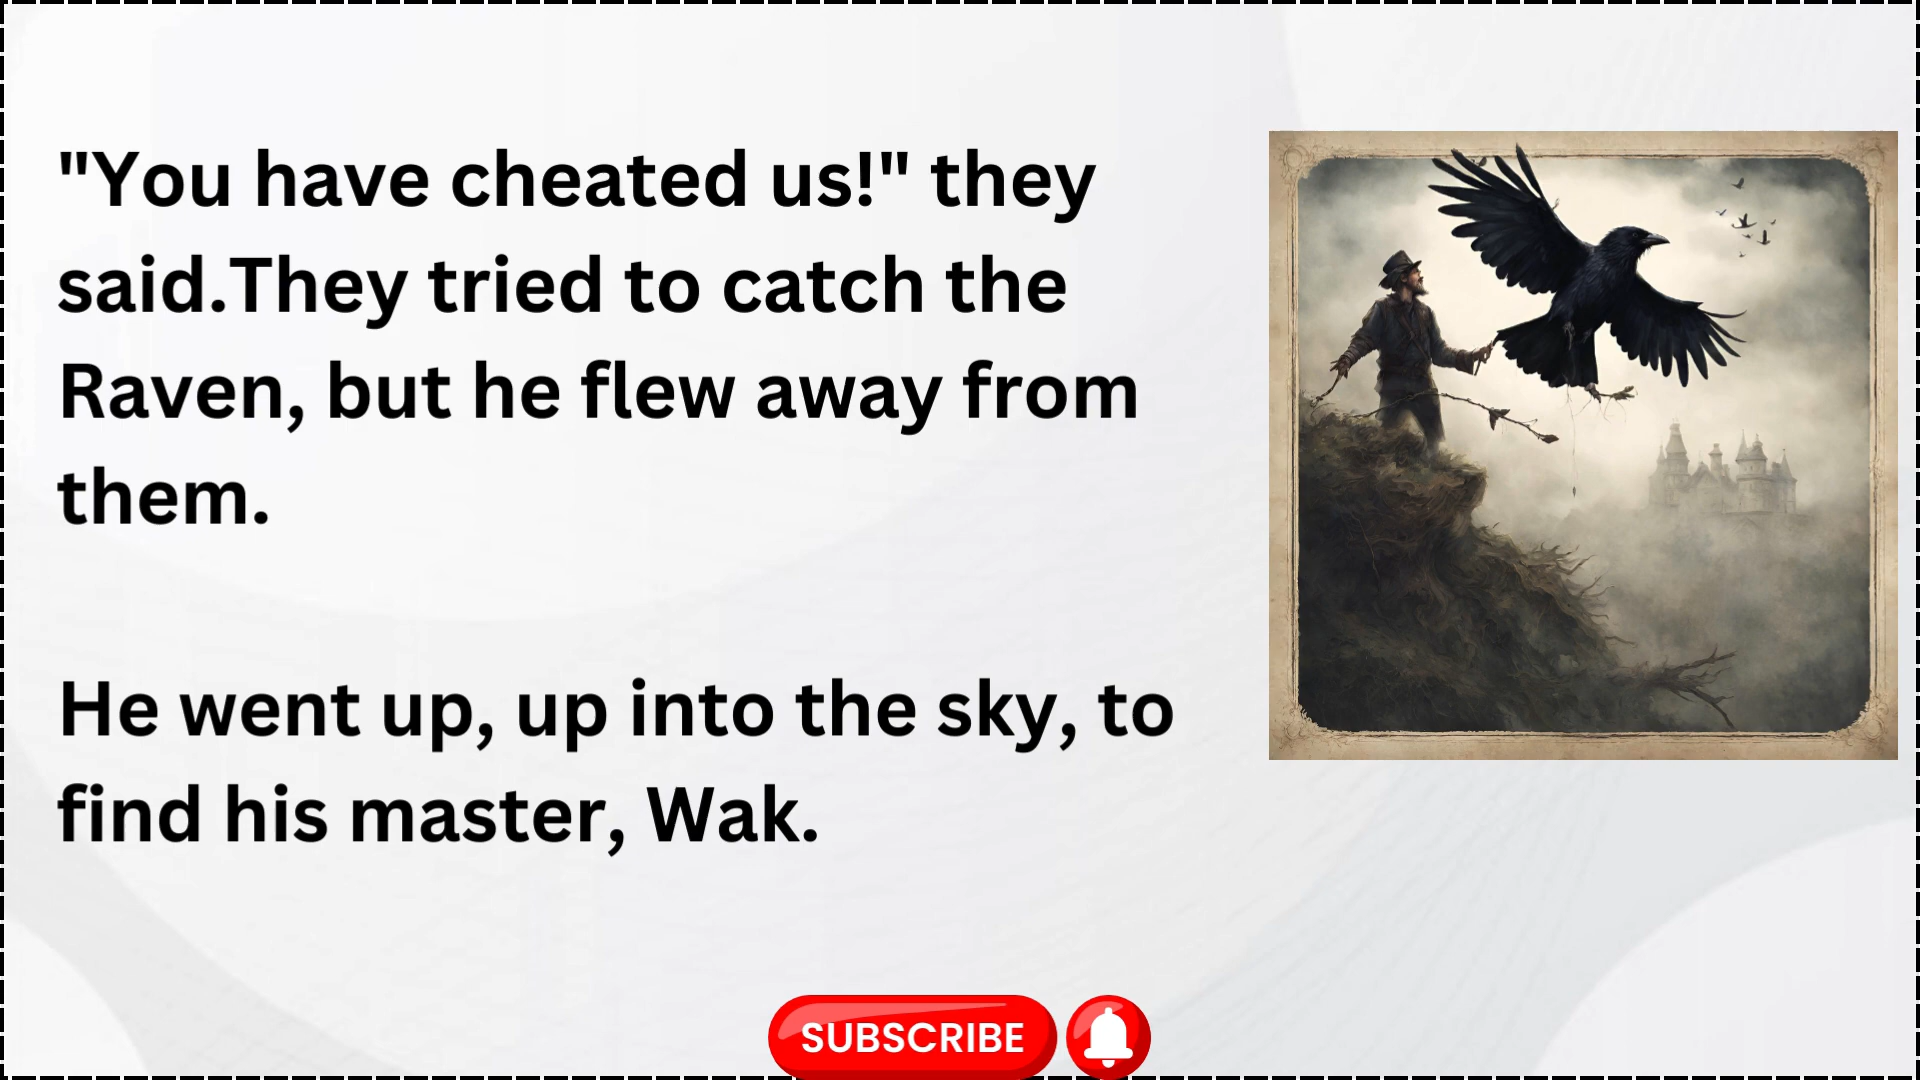 "You have cheated us!" they
said.They tried to catch the
Raven, but he flew away from
them.
He went up, up into the sky, to
find his master, Wak.
SUBSCRIBE